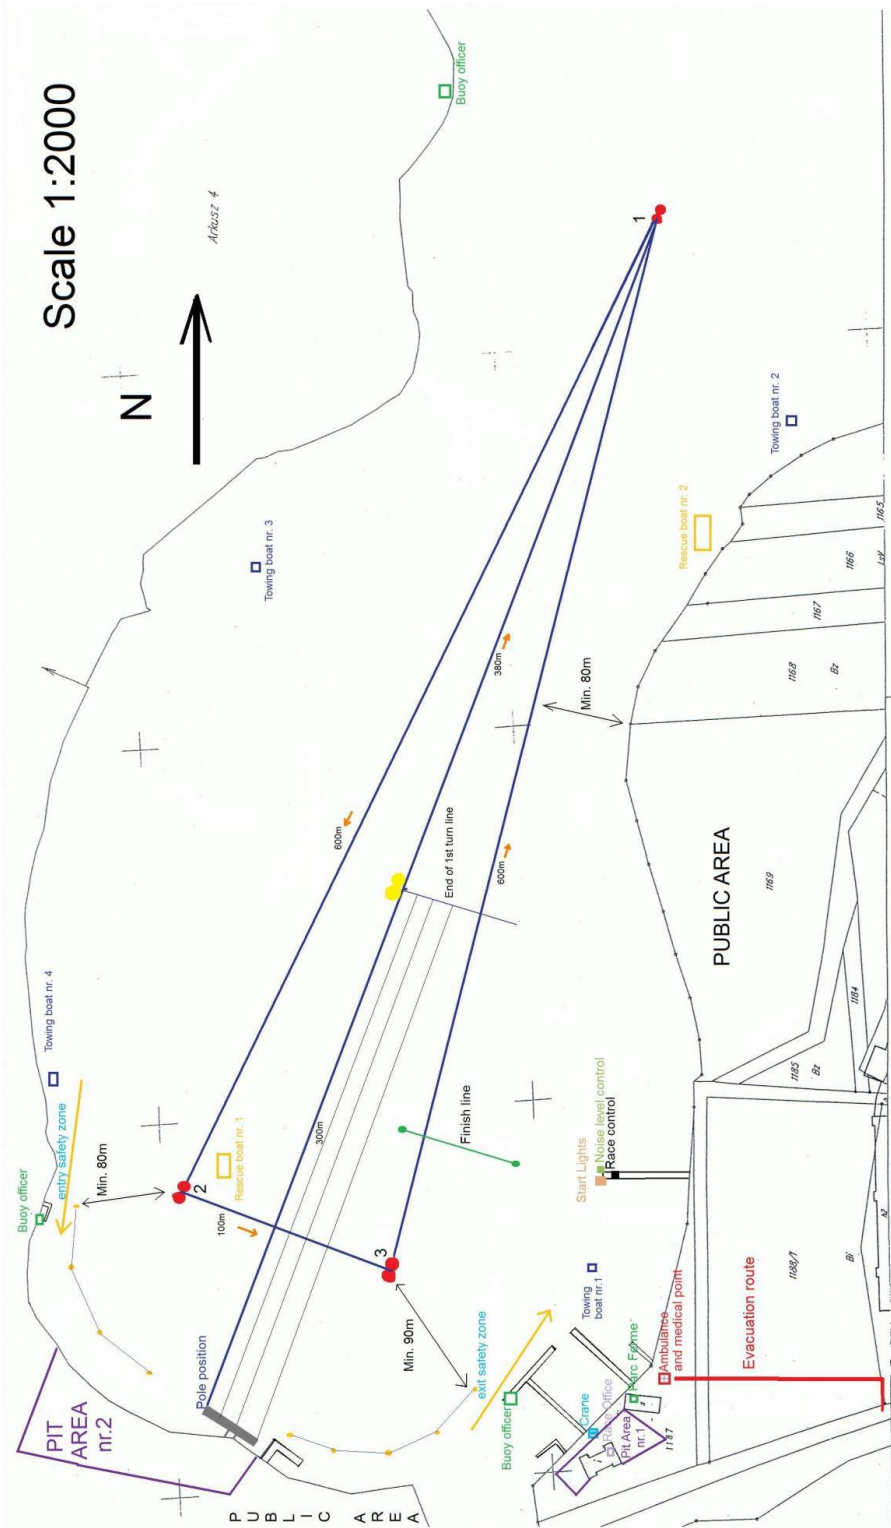 Scale 1:2000
Arkusz 4
N
Buoy officer
1
Towing boat nr. 3
Towing boat nr. 2
Rescue boat nr. 2
1165
1166
LsV
1167
1168
Bz
Min. 80m
380m
600m
600m
End of 1st turn line
PUBLIC AREA
1169
1184
1185
Bz
Towing boat nr. 4
entry safety zone
Buoy officer
Min. 80m
2
Rescue boat nr. 1
100m
300m
3
Finish line
Start Lights
Noise level control
Race control
Min. 90m
exit safety zone
Towing
boat nr.1
Pole position
PIT
AREA
nr.2
PUBLIC AREA
Buoy officer
Crane
Race Office
Parc Ferme
Pit Area
nr.1
1187
Ambulance
and medical point
Evacuation route
1188/1
Bi